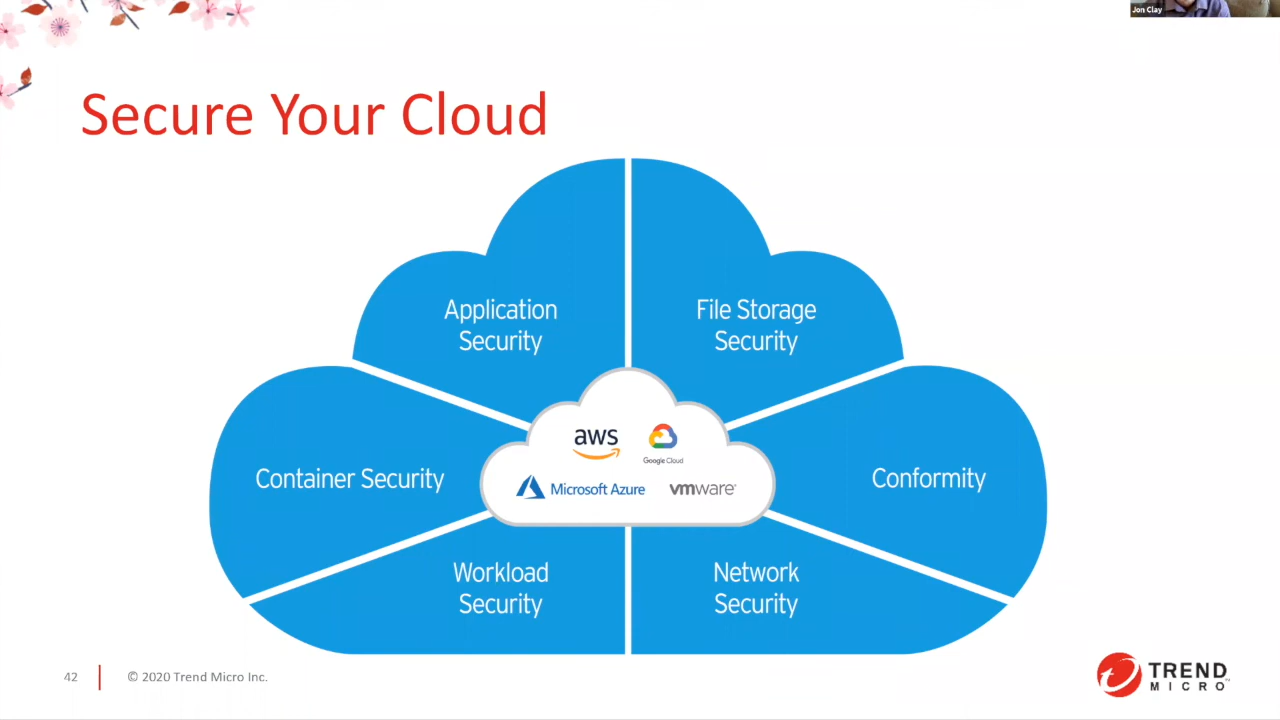 Jon Clay
Secure Your Cloud
Application
Security
File Storage
Security
aws
Google Cloud
Container Security
Microsoft Azure
vmware®
Conformity
Workload
Security
Network
Security
42
© 2020 Trend Micro Inc.
TREND
MICRO™